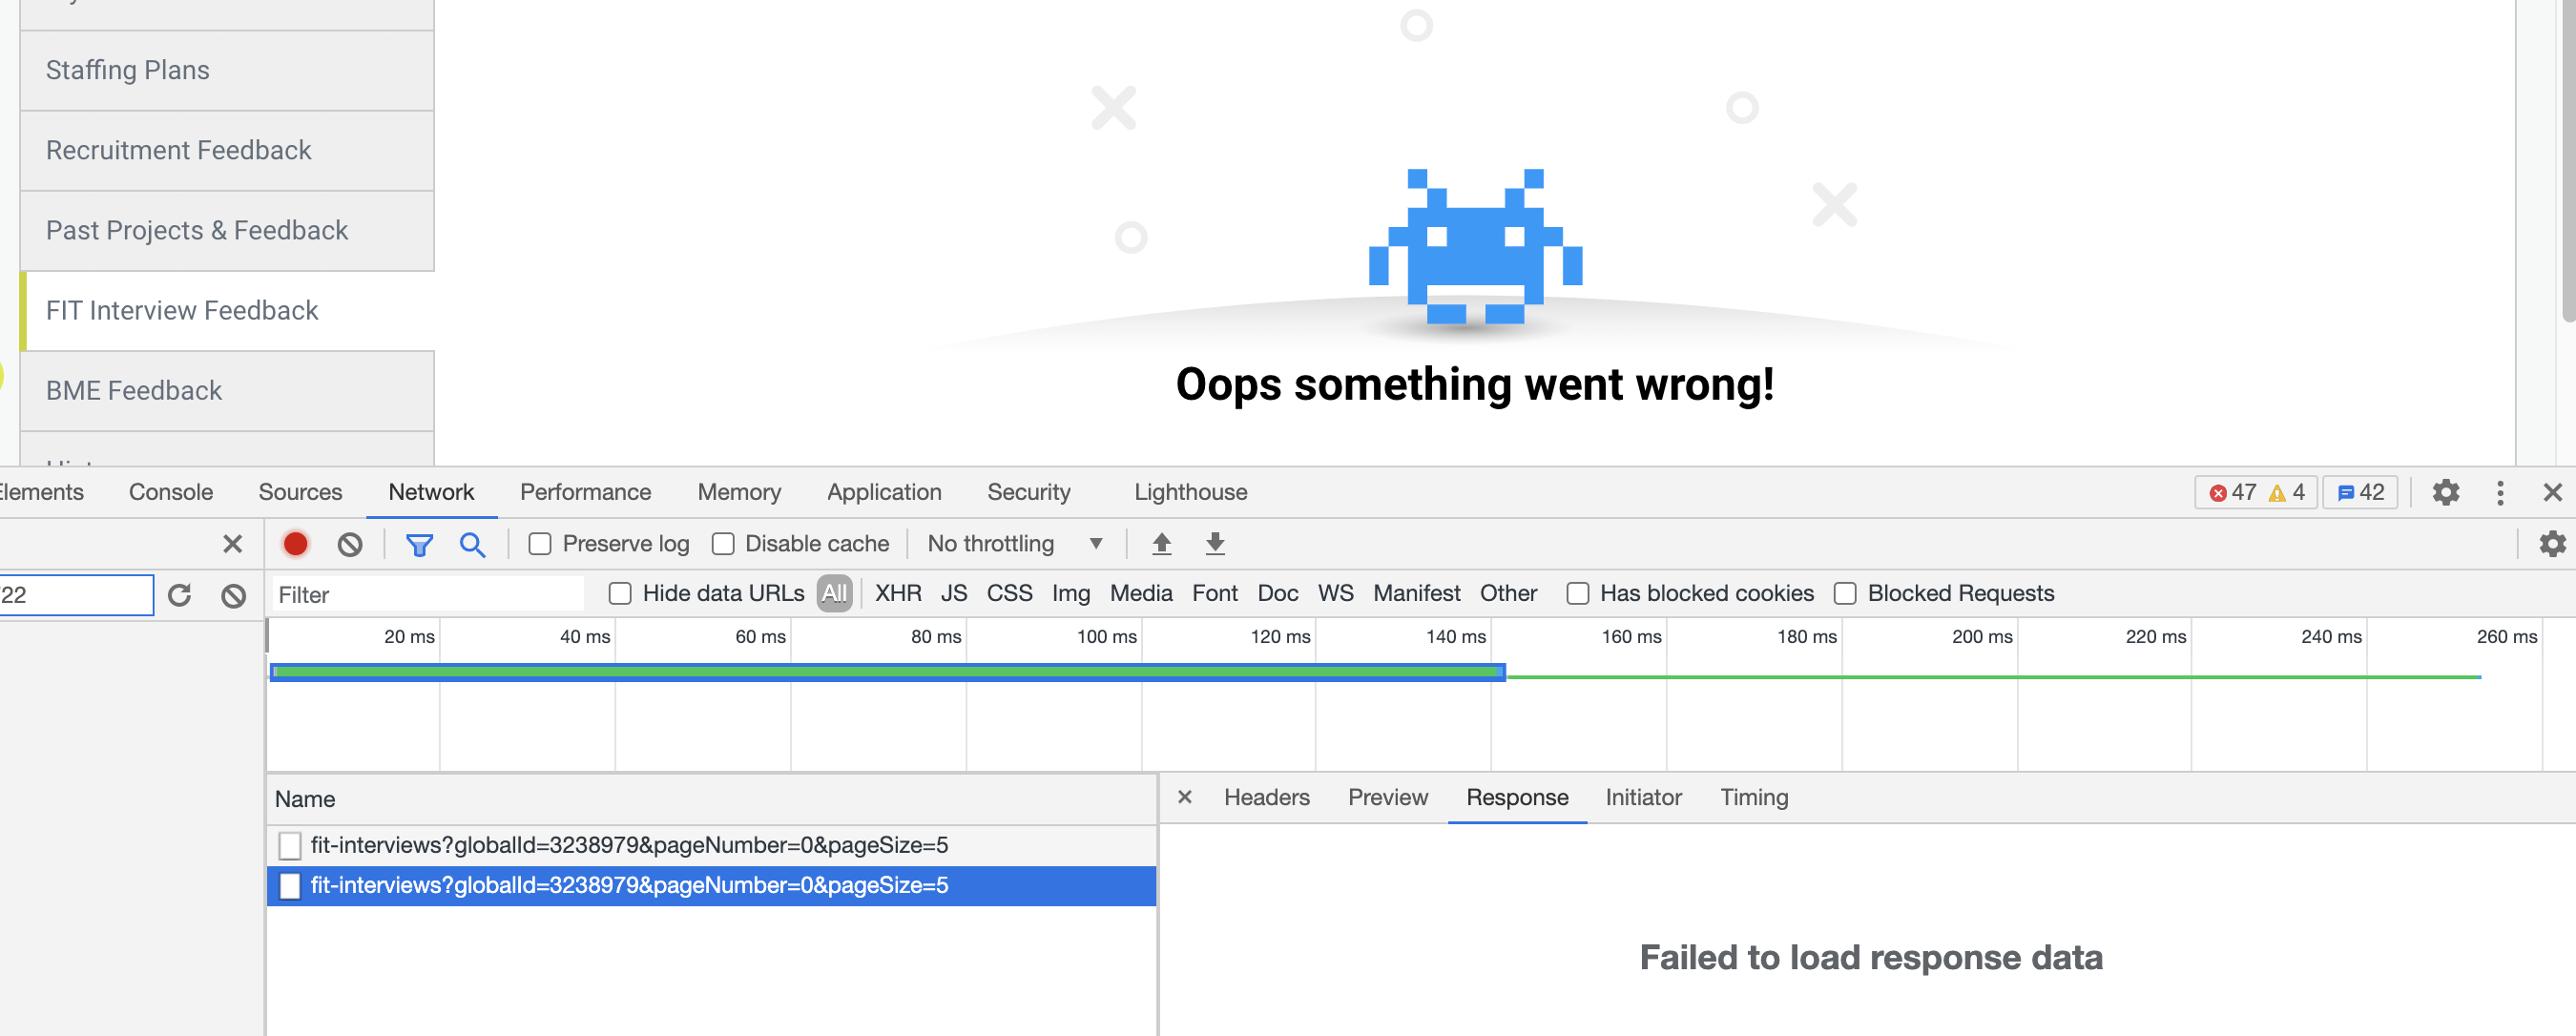 Staffing Plans
Recruitment Feedback
Past Projects & Feedback
FIT Interview Feedback
BME Feedback
Oops something went wrong!
Elements Console Sources Network Performance Memory Application Security Lighthouse 47 4 42
Preserve log Disable cache No throttling
22 Filter Hide data URLs All XHR JS CSS Img Media Font Doc WS Manifest Other Has blocked cookies Blocked Requests
20 ms 40 ms 60 ms 80 ms 100 ms 120 ms 140 ms 160 ms 180 ms 200 ms 220 ms 240 ms 260 ms
Name
Headers Preview Response Initiator Timing
fit-interviews?globalId=3238979&pageNumber=0&pageSize=5
fit-interviews?globalId=3238979&pageNumber=0&pageSize=5
Failed to load response data